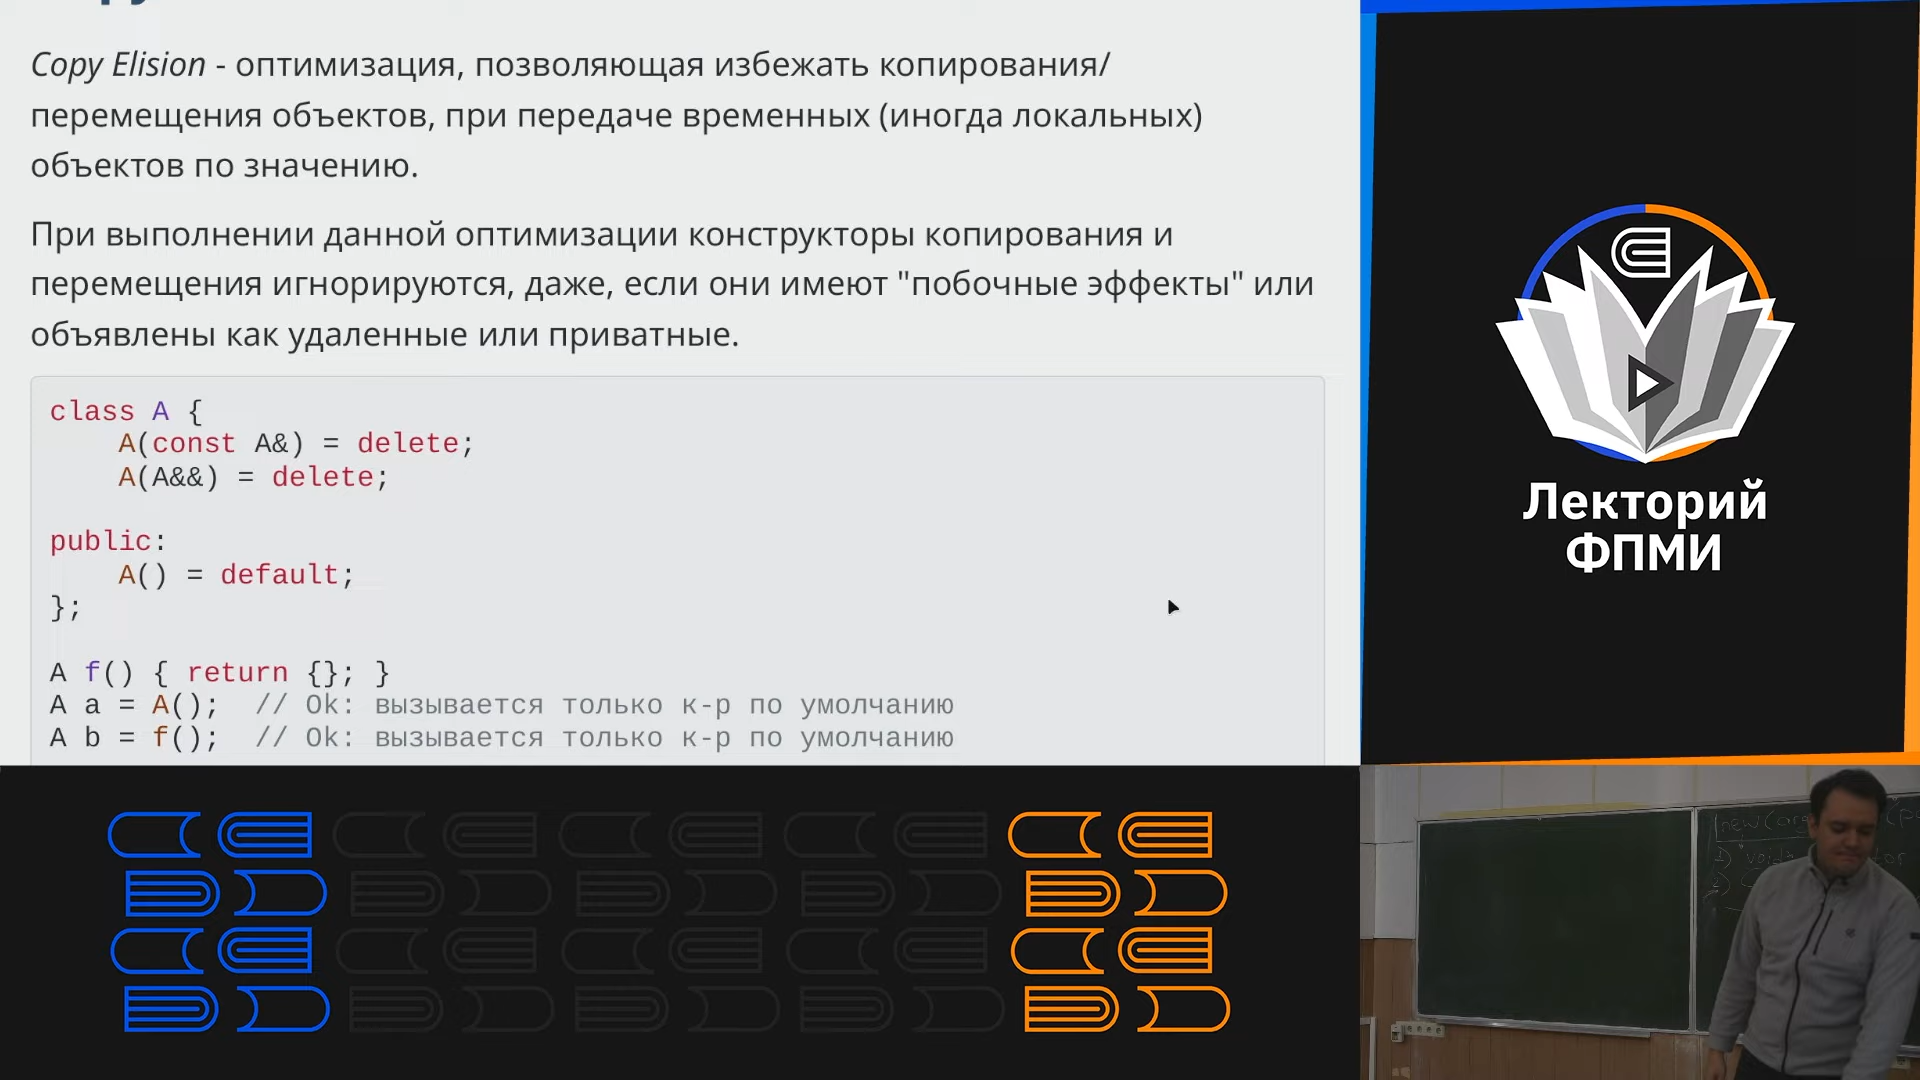 Copy Elision - оптимизация, позволяющая избежать копирования/
перемещения объектов, при передаче временных (иногда локальных)
объектов по значению.
При выполнении данной оптимизации конструкторы копирования и
перемещения игнорируются, даже, если они имеют "побочные эффекты" или
объявлены как удаленные или приватные.
class A {
    A(const A&) = delete;
    A(A&&) = delete;
public:
    A() = default;
};
A f() { return {}; }
A a = A();  // Ok: вызывается только к-р по умолчанию
A b = f();  // Ok: вызывается только к-р по умолчанию
Лекторий
ФПМИ
new